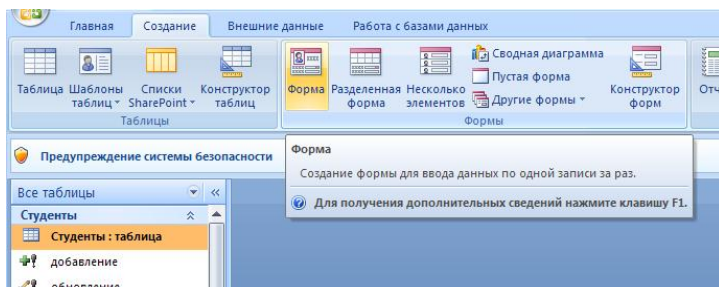 Главная Создание Внешние данные Работа с базами данных
Таблица Шаблоны таблиц Списки SharePoint Конструктор таблиц
Таблицы
Форма Разделенная форма Несколько элементов
Сводная диаграмма
Пустая форма
Другие формы
Конструктор форм
Формы
Предупреждение системы безопасности
Форма
Создание формы для ввода данных по одной записи за раз.
Для получения дополнительных сведений нажмите клавишу F1.
Все таблицы
Студенты
Студенты : таблица
добавление
обновление